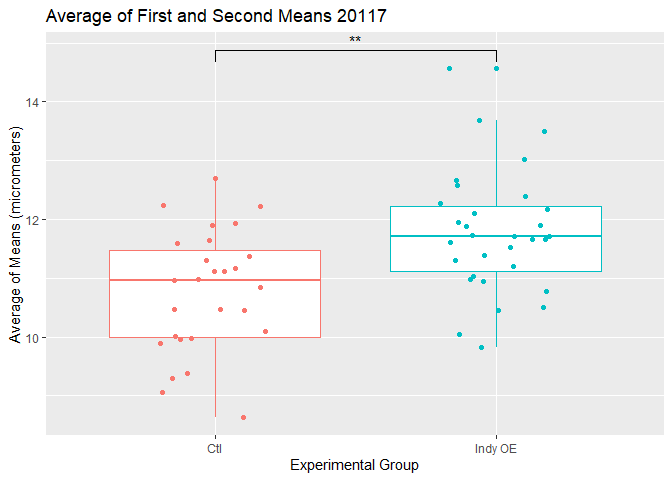 Average of First and Second Means 20117
**
14
12
10
Average of Means (micrometers)
Ctl
Indy OE
Experimental Group